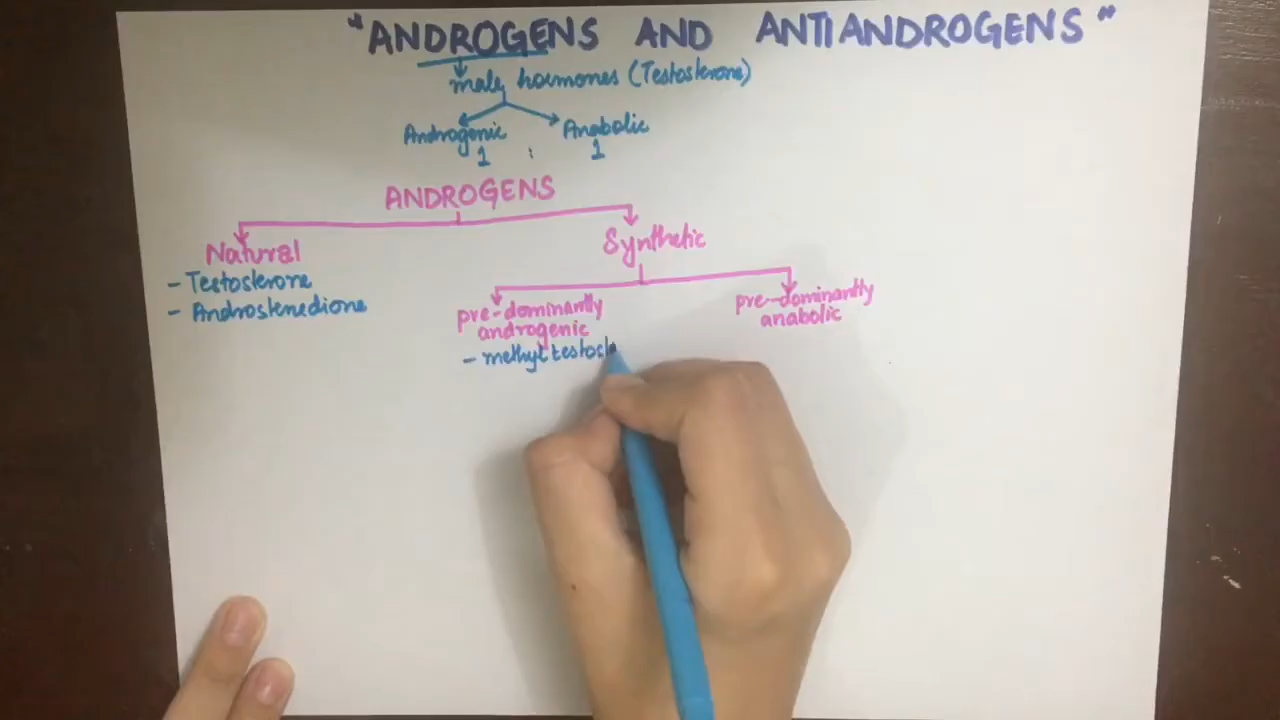 "ANDROGENS AND ANTIANDROGENS"
male hormones (Testosterone)
Androgenic Anabolic
1 : 1
ANDROGENS
Natural
Synthetic
- Testosterone
- Androstenedione
pre-dominantly
androgenic
pre-dominantly
anabolic
- methyl testost